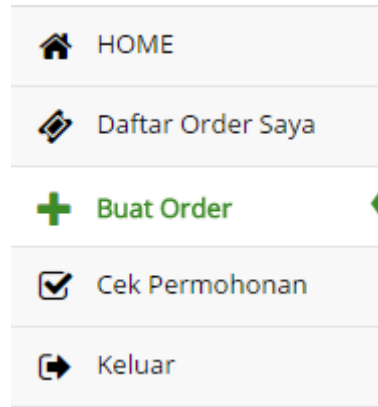 HOME
Daftar Order Saya
Buat Order
Cek Permohonan
Keluar